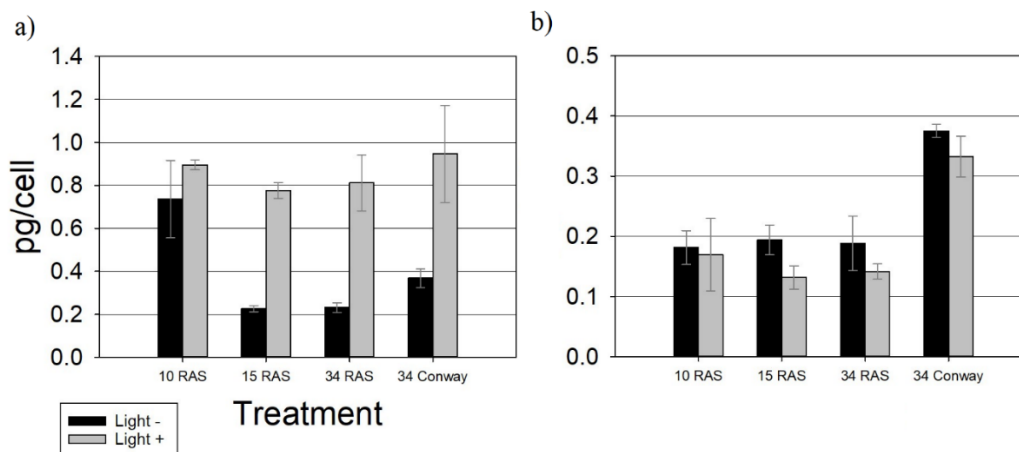 a)
1.4
1.2
1.0
0.8
0.6
0.4
0.2
0.0
pg/cell
10 RAS 15 RAS 34 RAS 34 Conway
b)
0.5
0.4
0.3
0.2
0.1
0.0
10 RAS 15 RAS 34 RAS 34 Conway
Treatment
Light -
Light +